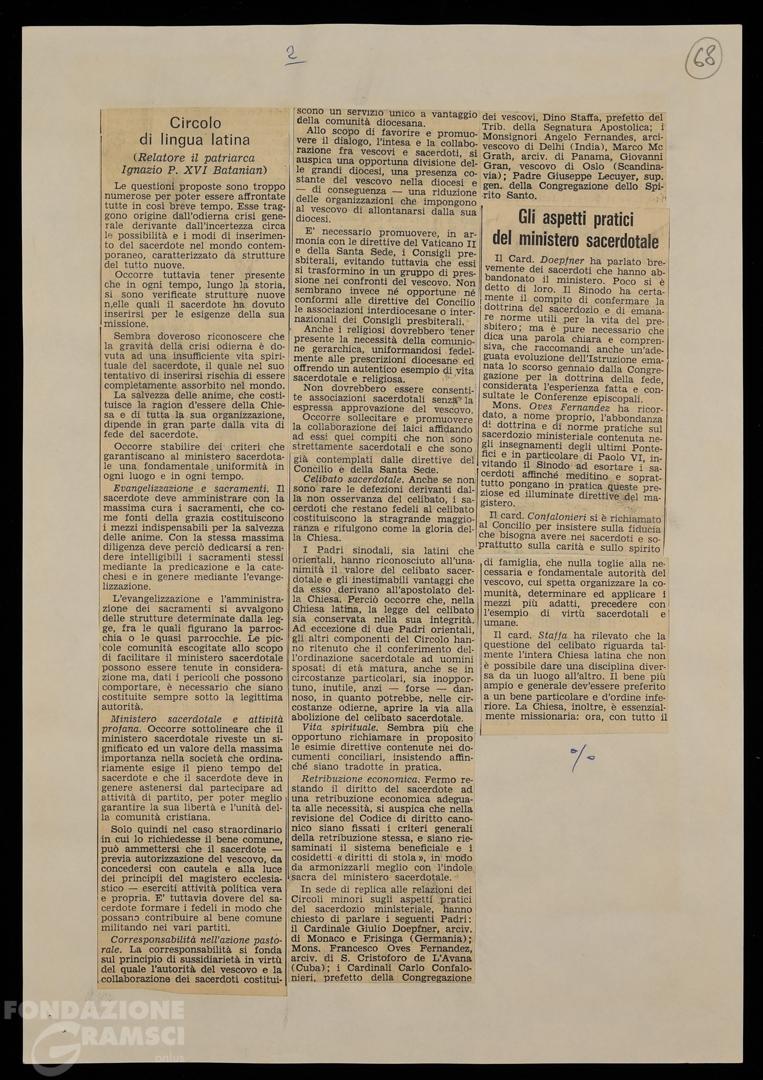 2
68
Circolo
di lingua latina
(Relatore il patriarca
Ignazio P. XVI Batanian)
Le questioni proposte sono troppo
numerose per poter essere affrontate
tutte in così breve tempo. Esse trag-
gono origine dall'odierna crisi gene-
rale derivante dall'incertezza circa
le possibilità e i modi di inserimen-
to del sacerdote nel mondo contem-
poraneo, caratterizzato da strutture
del tutto nuove.
Occorre tuttavia tener presente
che in ogni tempo, lungo la storia,
si sono verificate strutture nuove
nelle quali il sacerdote ha dovuto
inserirsi per le esigenze della sua
missione.
Sembra doveroso riconoscere che
la gravità della crisi odierna è do-
vuta ad una insufficiente vita spiri-
tuale del sacerdote, il quale nel suo
tentativo di inserirsi rischia di essere
completamente assorbito nel mondo.
La salvezza delle anime, che costi-
tuisce la ragion d'essere della Chie-
sa e di tutta la sua organizzazione,
dipende in gran parte dalla vita di
fede del sacerdote.
Occorre stabilire dei criteri che
garantiscano al ministero sacerdota-
le una fondamentale uniformità in
ogni luogo e in ogni tempo.
Evangelizzazione e sacramenti. Il
sacerdote deve amministrare con la
massima cura i sacramenti, che co-
me fonti della grazia costituiscono
i mezzi indispensabili per la salvezza
delle anime. Con la stessa massima
diligenza deve perciò dedicarsi a ren-
dere intelligibili i sacramenti stessi
mediante la predicazione e la cate-
chesi e in genere mediante l'evange-
lizzazione.
L'evangelizzazione e l'amministra-
zione dei sacramenti si avvalgono
delle strutture determinate dalla leg-
ge, fra le quali figurano la parroc-
chia o le quasi parrocchie. Le pic-
cole comunità escogitate allo scopo
di facilitare il ministero sacerdotale
possono essere tenute in considera-
zione ma, dati i pericoli che possono
comportare, è necessario che siano
costituite sempre sotto la legittima
autorità.
Ministero sacerdotale e attività
profana. Occorre sottolineare che il
ministero sacerdotale riveste un si-
gnificato ed un valore della massima
importanza nella società che ordina-
riamente esige il pieno tempo del
sacerdote e che il sacerdote deve in
genere astenersi dal partecipare ad
attività di partito, per poter meglio
garantire la sua libertà e l'unità del-
la comunità cristiana.
Solo quindi nel caso straordinario
in cui lo richiedesse il bene comune,
può ammettersi che il sacerdote —
previa autorizzazione del vescovo, da
concedersi con cautela e alla luce
dei principii del magistero ecclesia-
stico — eserciti attività politica vera
e propria. E' tuttavia dovere del sa-
cerdote formare i fedeli in modo che
possano contribuire al bene comune
militando nei vari partiti.
Corresponsabilità nell'azione pasto-
rale. La corresponsabilità si fonda
sul principio di sussidiarietà in virtù
del quale l'autorità del vescovo e la
collaborazione dei sacerdoti costitui-
scono un servizio unico a vantaggio
della comunità diocesana.
Allo scopo di favorire e promuo-
vere il dialogo, l'intesa e la collabo-
razione fra vescovi e sacerdoti, si
auspica una opportuna divisione del-
le grandi diocesi, una presenza co-
stante del vescovo nella diocesi e
— di conseguenza — una riduzione
delle organizzazioni che impongono
al vescovo di allontanarsi dalla sua
diocesi.
E' necessario promuovere, in ar-
monia con le direttive del Vaticano II
e della Santa Sede, i Consigli pre-
sbiterali, evitando tuttavia che essi
si trasformino in un gruppo di pres-
sione nei confronti del vescovo. Non
sembrano invece né opportune né
conformi alle direttive del Concilio
le associazioni interdiocesane o inter-
nazionali dei Consigli presbiterali.
Anche i religiosi dovrebbero tener
presente la necessità della comunio-
ne gerarchica, uniformandosi fedel-
mente alle prescrizioni diocesane ed
offrendo un autentico esempio di vita
sacerdotale e religiosa.
Non dovrebbero essere consenti-
te associazioni sacerdotali senza la
espressa approvazione del vescovo.
Occorre sollecitare e promuovere
la collaborazione dei laici affidando
ad essi quei compiti che non sono
strettamente sacerdotali e che sono
già contemplati dalle direttive del
Concilio e della Santa Sede.
Celibato sacerdotale. Anche se non
sono rare le defezioni derivanti dal-
la non osservanza del celibato, i sa-
cerdoti che restano fedeli al celibato
costituiscono la stragrande maggio-
ranza e rifulgono come la gloria del-
la Chiesa.
I Padri sinodali, sia latini che
orientali, hanno riconosciuto all'una-
nimità il valore del celibato sacer-
dotale e gli inestimabili vantaggi che
da esso derivano all'apostolato del-
la Chiesa. Perciò occorre che, nella
Chiesa latina, la legge del celibato
sia conservata nella sua integrità.
Ad eccezione di due Padri orientali,
gli altri componenti del Circolo han-
no ritenuto che il conferimento del-
l'ordinazione sacerdotale ad uomini
sposati di età matura, anche se in
circostanze particolari, sia inoppor-
tuno, inutile, anzi — forse — dan-
noso, in quanto potrebbe, nelle cir-
costanze odierne, aprire la via alla
abolizione del celibato sacerdotale.
Vita spirituale. Sembra più che
opportuno richiamare in proposito
le esimie direttive contenute nei do-
cumenti conciliari, insistendo affin-
ché siano tradotte in pratica.
Retribuzione economica. Fermo re-
stando il diritto del sacerdote ad
una retribuzione economica adegua-
ta alle necessità, si auspica che nella
revisione del Codice di diritto cano-
nico siano fissati i criteri generali
della retribuzione stessa, e siano rie-
saminati il sistema beneficiale e i
cosidetti « diritti di stola », in modo
da armonizzarli meglio con l'indole
sacra del ministero sacerdotale.
In sede di replica alle relazioni dei
Circoli minori sugli aspetti pratici
del sacerdozio ministeriale, hanno
chiesto di parlare i seguenti Padri:
il Cardinale Giulio Doepfner, arciv.
di Monaco e Frisinga (Germania);
Mons. Francesco Oves Fernandez,
arciv. di S. Cristoforo de L'Avana
(Cuba); i Cardinali Carlo Confalo-
nieri, prefetto della Congregazione
dei vescovi, Dino Staffa, prefetto del
Trib. della Segnatura Apostolica; i
Monsignori Angelo Fernandes, arci-
vescovo di Delhi (India), Marco Mc
Grath, arciv. di Panama, Giovanni
Gran, vescovo di Oslo (Scandina-
via); Padre Giuseppe Lecuyer, sup.
gen. della Congregazione dello Spi-
rito Santo.
Gli aspetti pratici
del ministero sacerdotale
Il Card. Doepfner ha parlato bre-
vemente dei sacerdoti che hanno ab-
bandonato il ministero. Poco si è
detto di loro. Il Sinodo ha certa-
mente il compito di confermare la
dottrina del sacerdozio e di emana-
re norme utili per la vita del pre-
sbitero; ma è pure necessario che
dica una parola chiara e compren-
siva, che raccomandi anche un'ade-
guata evoluzione dell'Istruzione ema-
nata lo scorso gennaio dalla Congre-
gazione per la dottrina della fede,
considerata l'esperienza fatta e con-
sultate le Conferenze episcopali.
Mons. Oves Fernandez ha ricor-
dato, a nome proprio, l'abbondanza
di dottrina e di norme pratiche sul
sacerdozio ministeriale contenuta ne-
gli insegnamenti degli ultimi Ponte-
fici e in particolare di Paolo VI, in-
vitando il Sinodo ad esortare i sa-
cerdoti affinché meditino e soprat-
tutto pongano in pratica queste pre-
ziose ed illuminate direttive del ma-
gistero.
Il card. Confalonieri si è richiamato
al Concilio per insistere sulla fiducia
che bisogna avere nei sacerdoti e so-
prattutto sulla carità e sullo spirito
di famiglia, che nulla toglie alla ne-
cessaria e fondamentale autorità del
vescovo, cui spetta organizzare la co-
munità, determinare ed applicare i
mezzi più adatti, precedere con
l'esempio di virtù sacerdotali e
umane.
Il card. Staffa ha rilevato che la
questione del celibato riguarda tal-
mente l'intera Chiesa latina che non
è possibile dare una disciplina diver-
sa da un luogo all'altro. Il bene più
ampio e generale dev'essere preferito
a un bene particolare e d'ordine infe-
riore. La Chiesa, inoltre, è essenzial-
mente missionaria: ora, con tutto il
%
FONDAZIONE
GRAMSCI
onlus